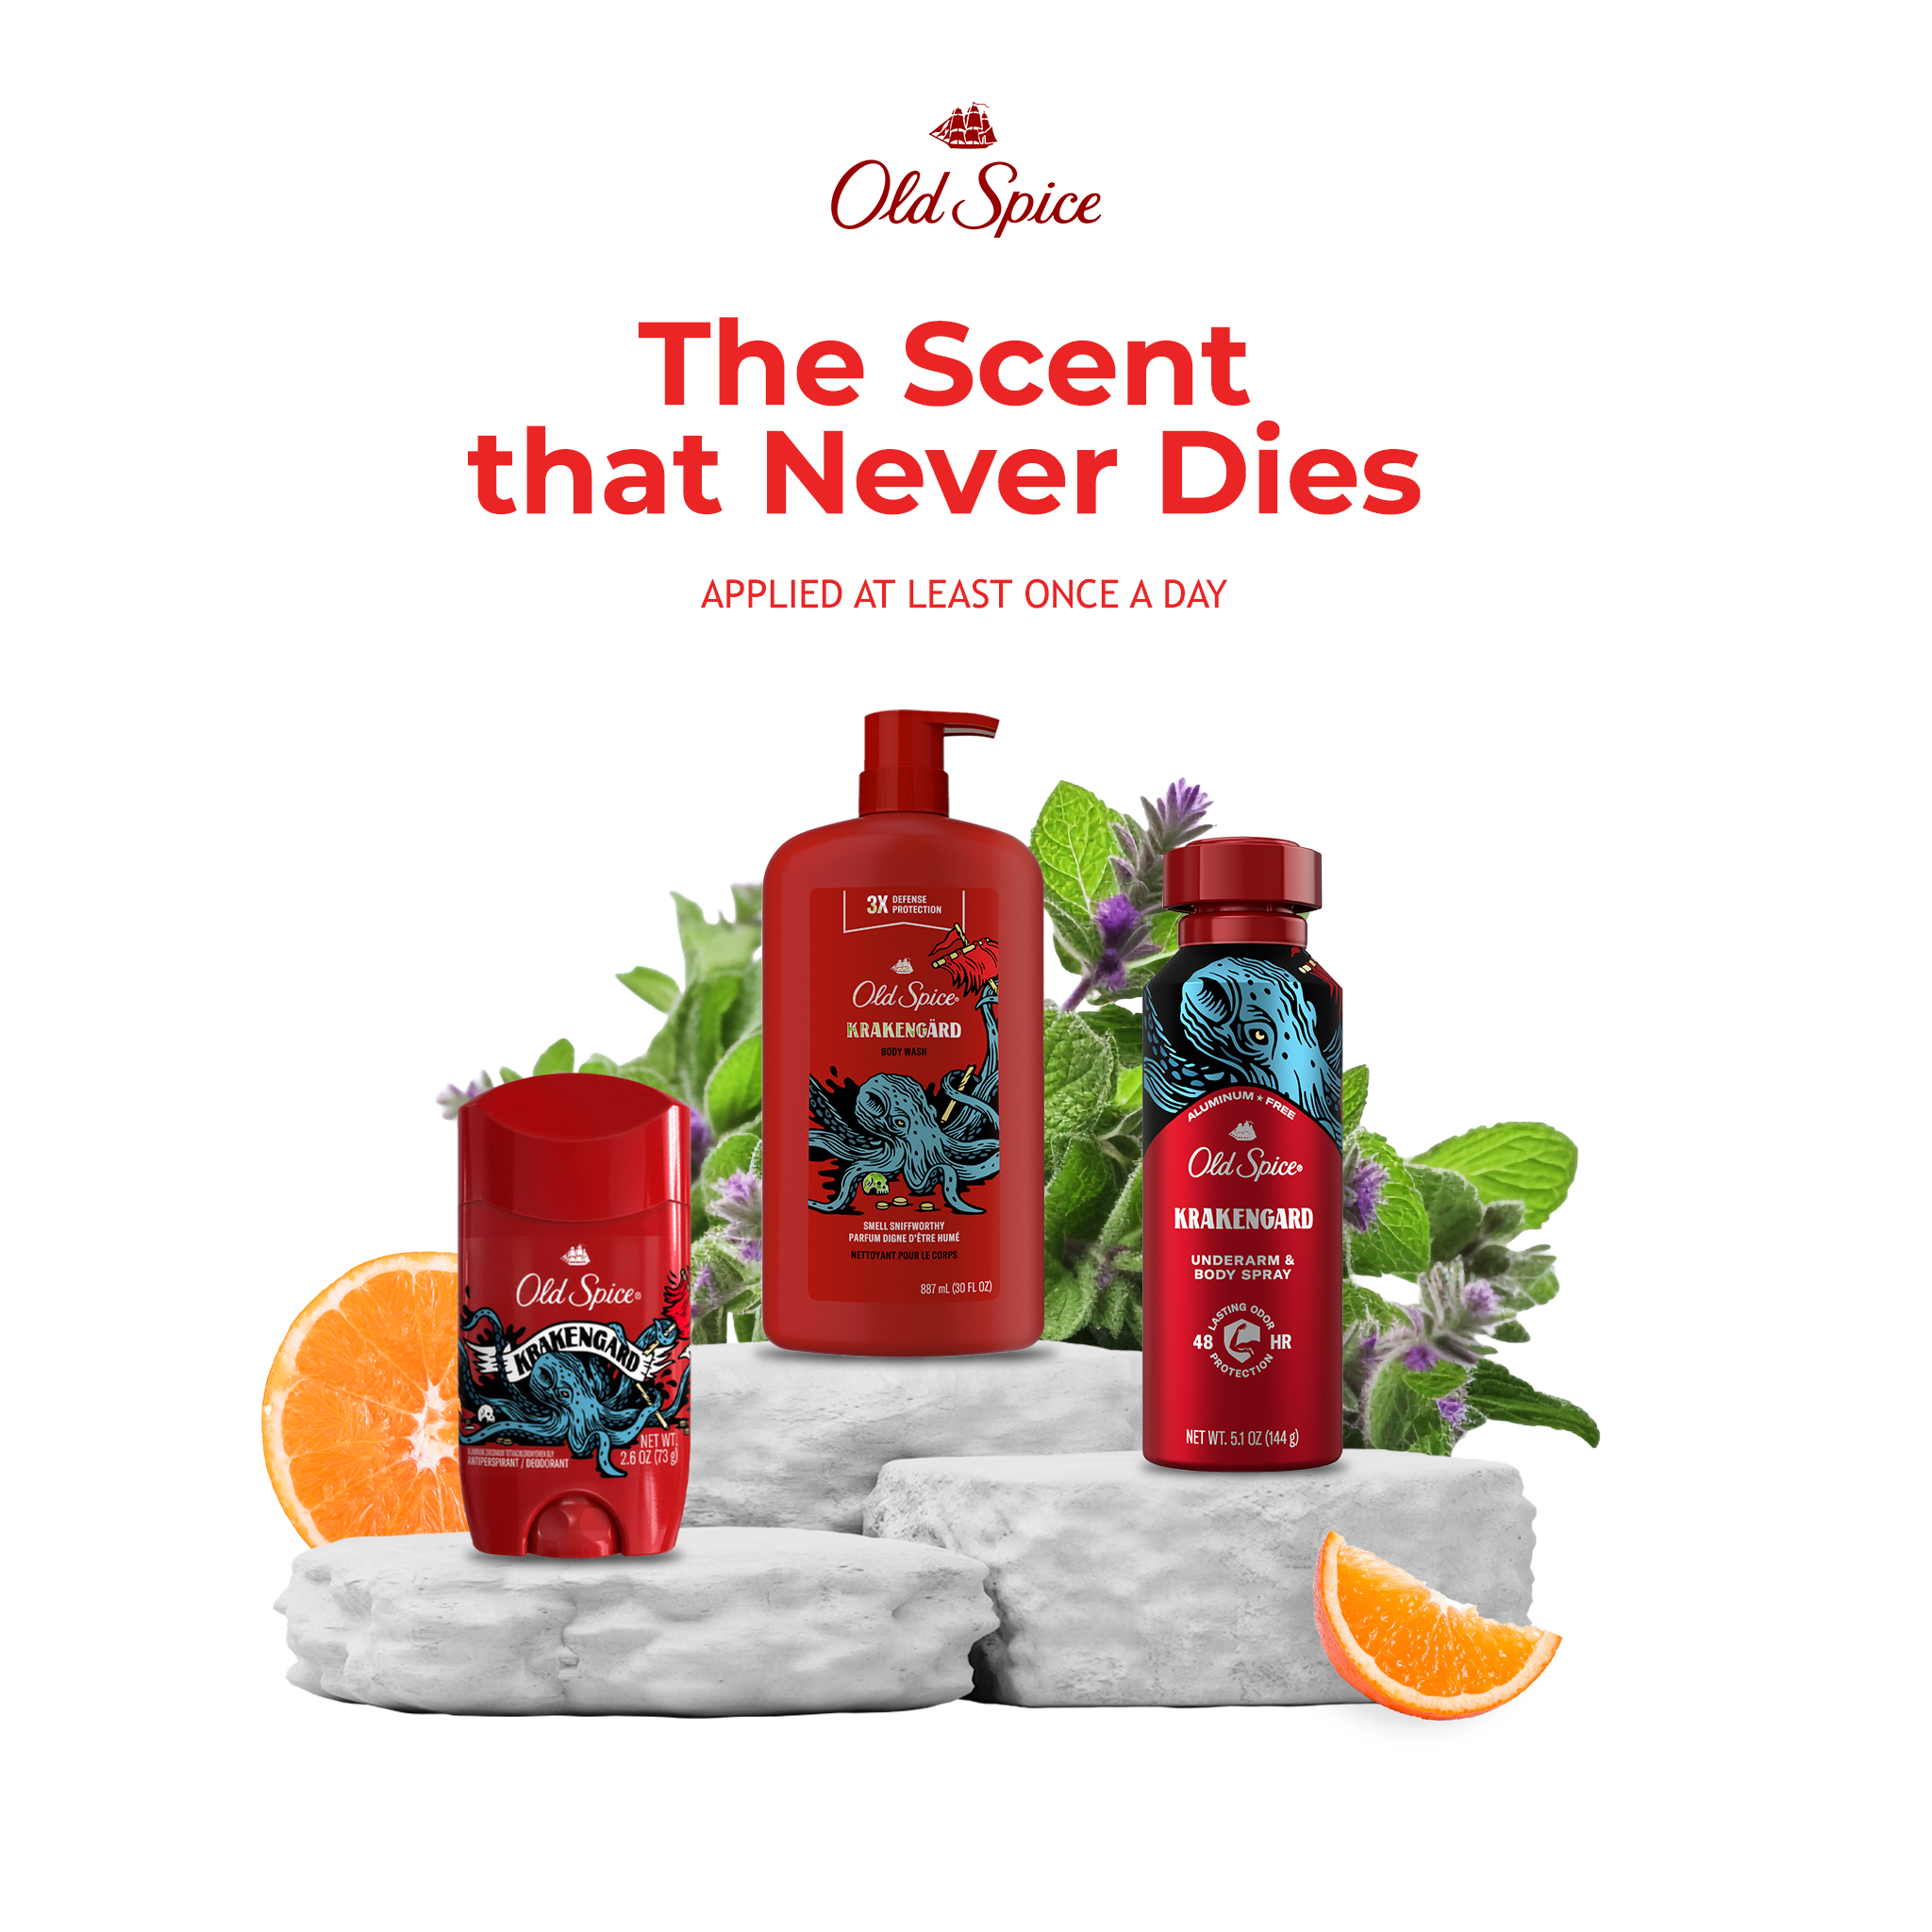 Old Spice
The Scent
that Never Dies
APPLIED AT LEAST ONCE A DAY
3X DEFENSE
PROTECTION
Old Spice
KRAKENGÄRD
BODY WASH
SMELL SNIFFWORTHY
PARFUM DIGNE D'ÊTRE HUMÉ
NETTOYANT POUR LE CORPS
887 mL (30 FL OZ)
ALUMINUM ★ FREE
Old Spice®
KRAKENGARD
UNDERARM &
BODY SPRAY
LASTING ODOR
48 HR
PROTECTION
NET WT. 5.1 OZ (144 g)
Old Spice®
KRAKENGARD
NET WT.
2.6 OZ (73 g)
ANTIPERSPIRANT / DEODORANT